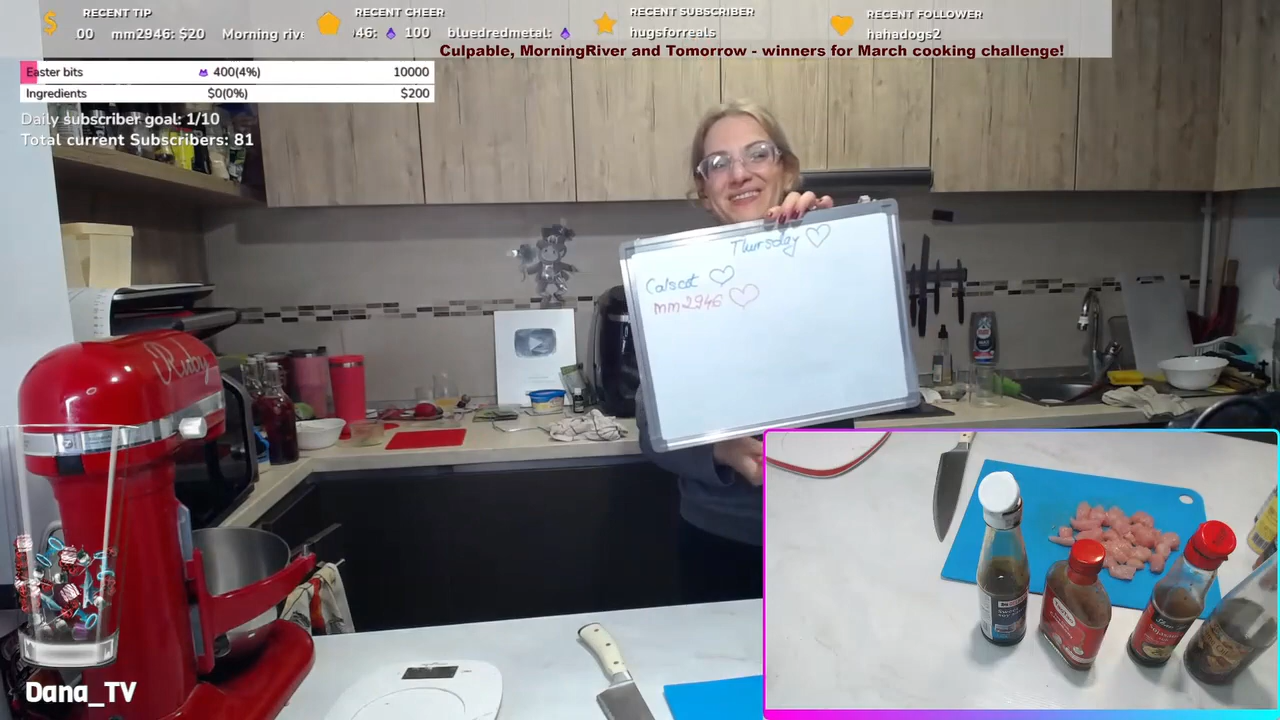 RECENT TIP
00 mm2946: $20 Morning rive
RECENT CHEER
46: 100 bluedredmetal:
RECENT SUBSCRIBER
hugsforreals
RECENT FOLLOWER
hahadogs2
Culpable, MorningRiver and Tomorrow - winners for March cooking challenge!
Easter bits 400(4%) 10000
Ingredients $0(0%) $200
Daily subscriber goal: 1/10
Total current Subscribers: 81
Thursday
Calscot
mm2946
Ruby
Dana_TV